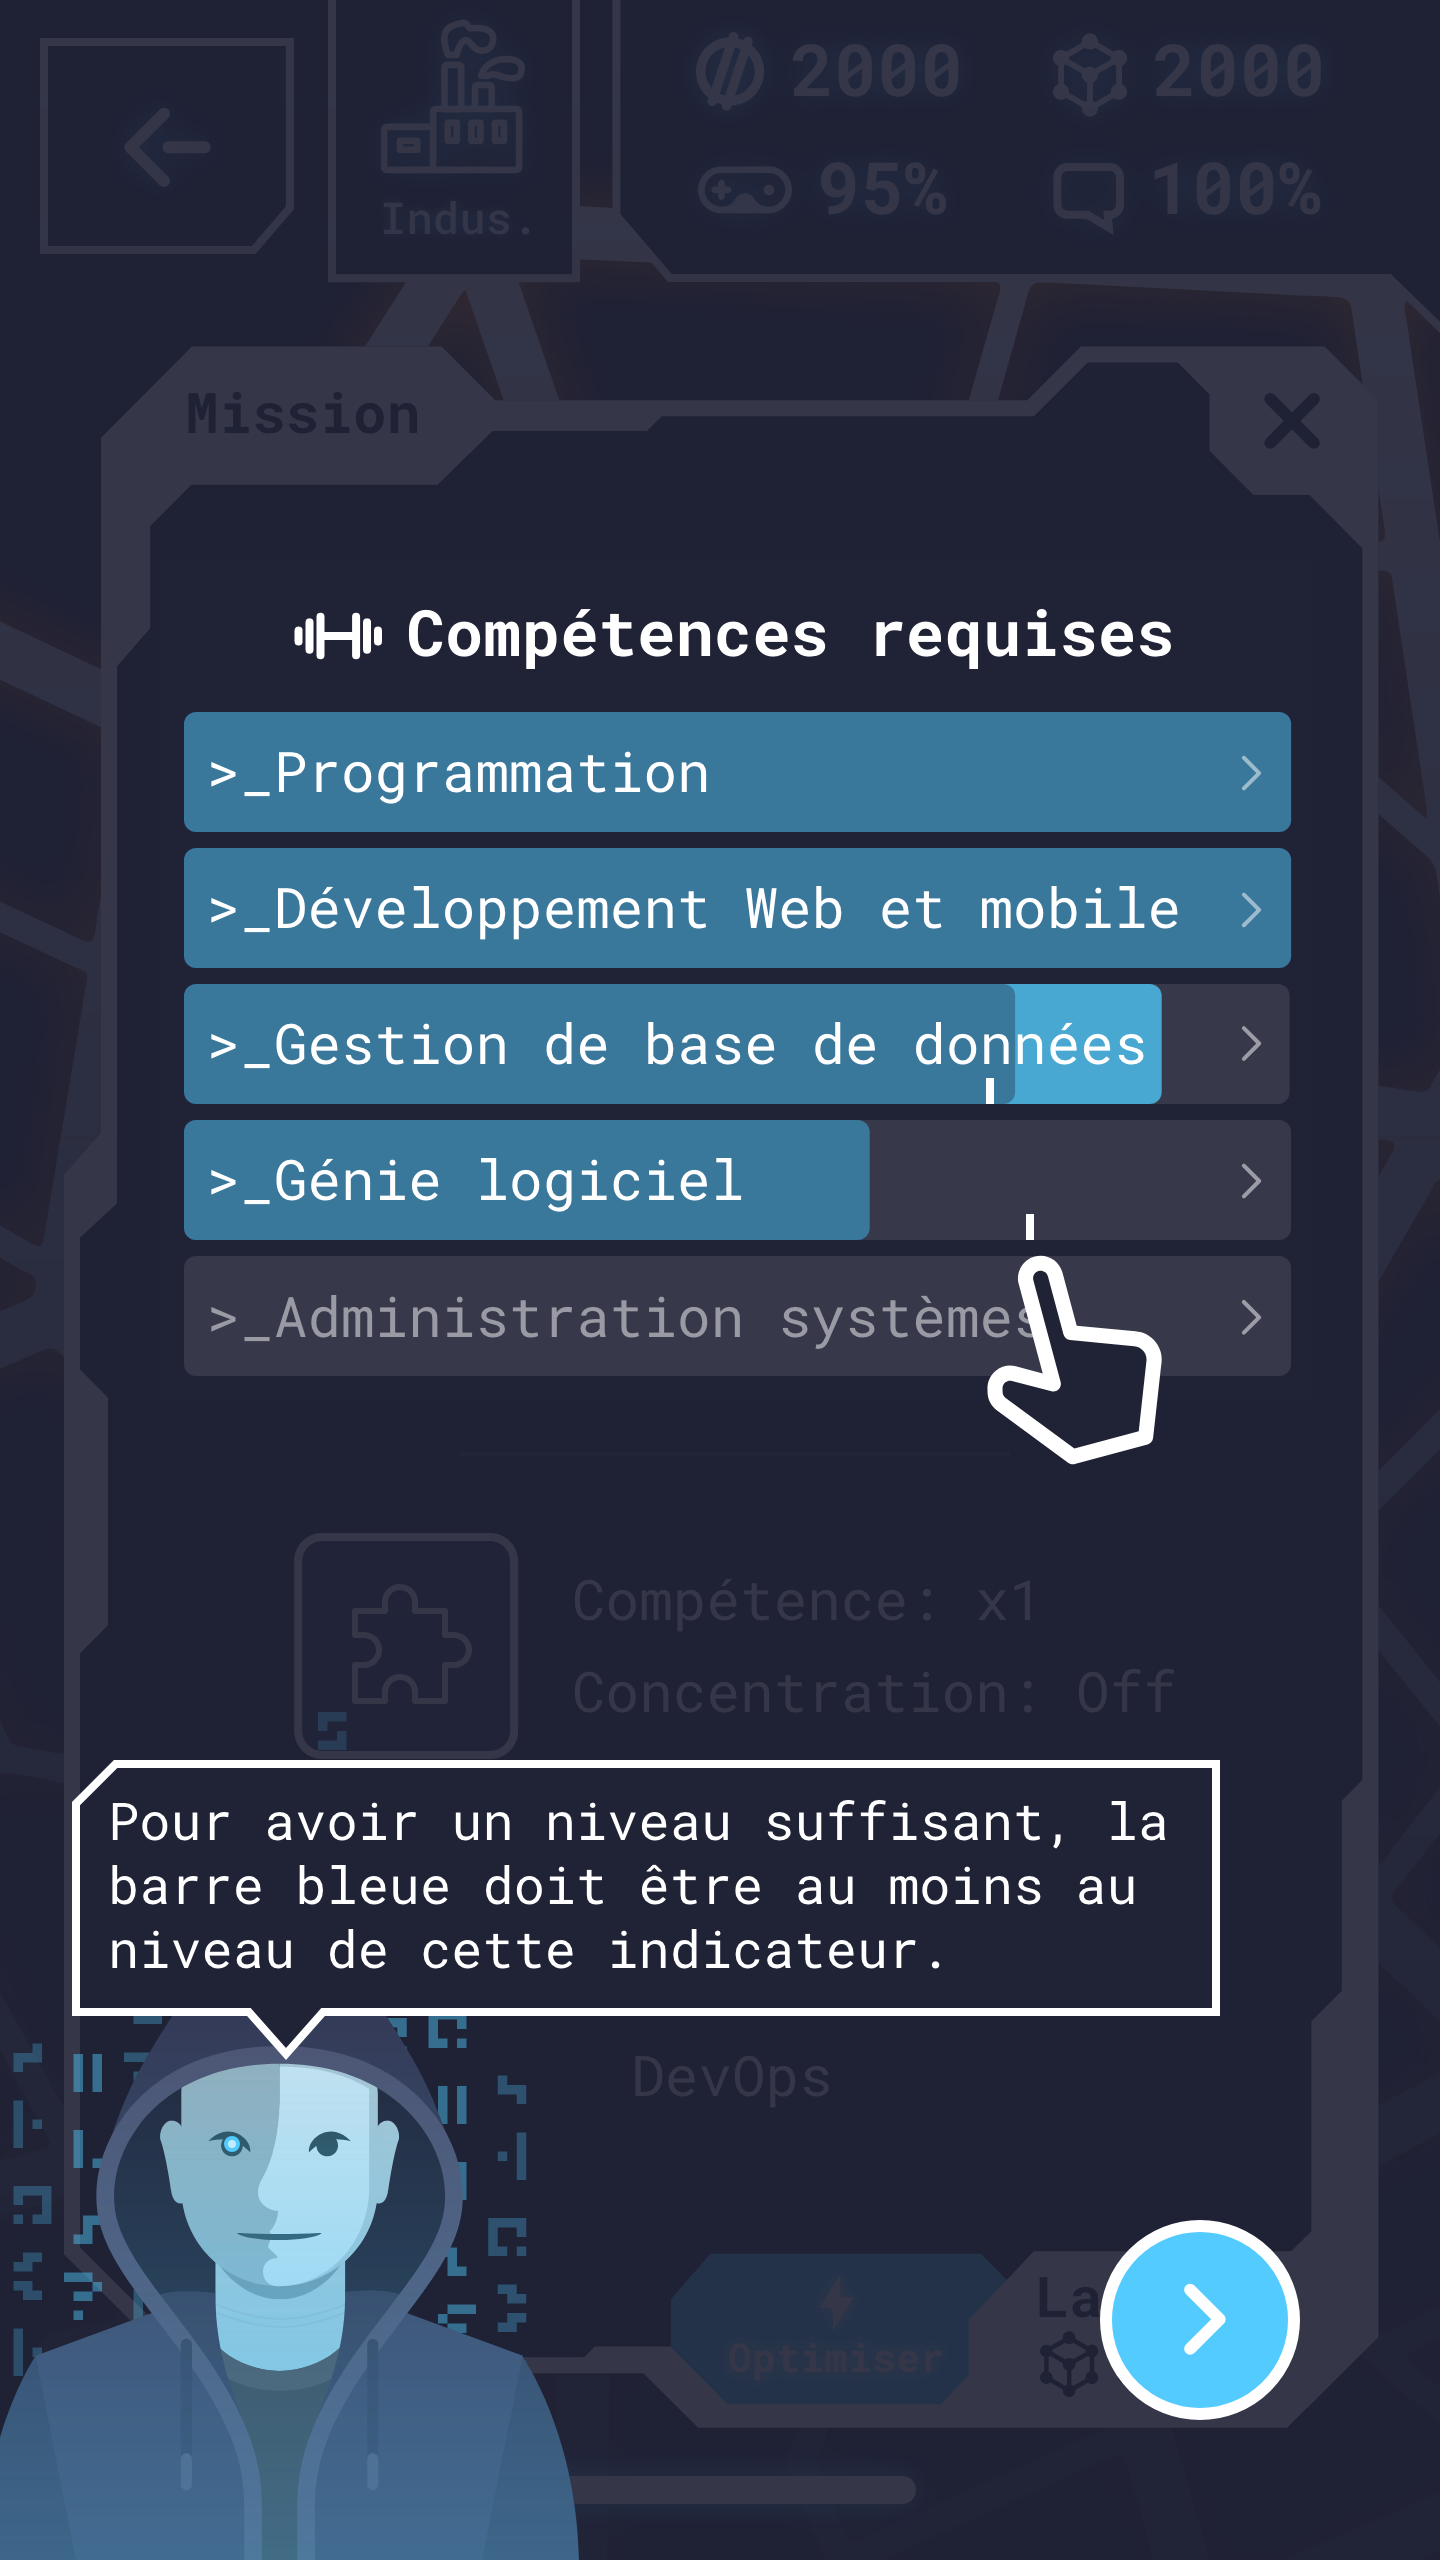 2000
2000
Indus.
95%
100%
Mission
Compétences requises
>_Programmation
>_Développement Web et mobile
>_Gestion de base de données
>_Génie logiciel
>_Administration systèmes
Compétence: x1
Concentration: Off
Pour avoir un niveau suffisant, la
barre bleue doit être au moins au
niveau de cette indicateur.
DevOps
La
Optimiser